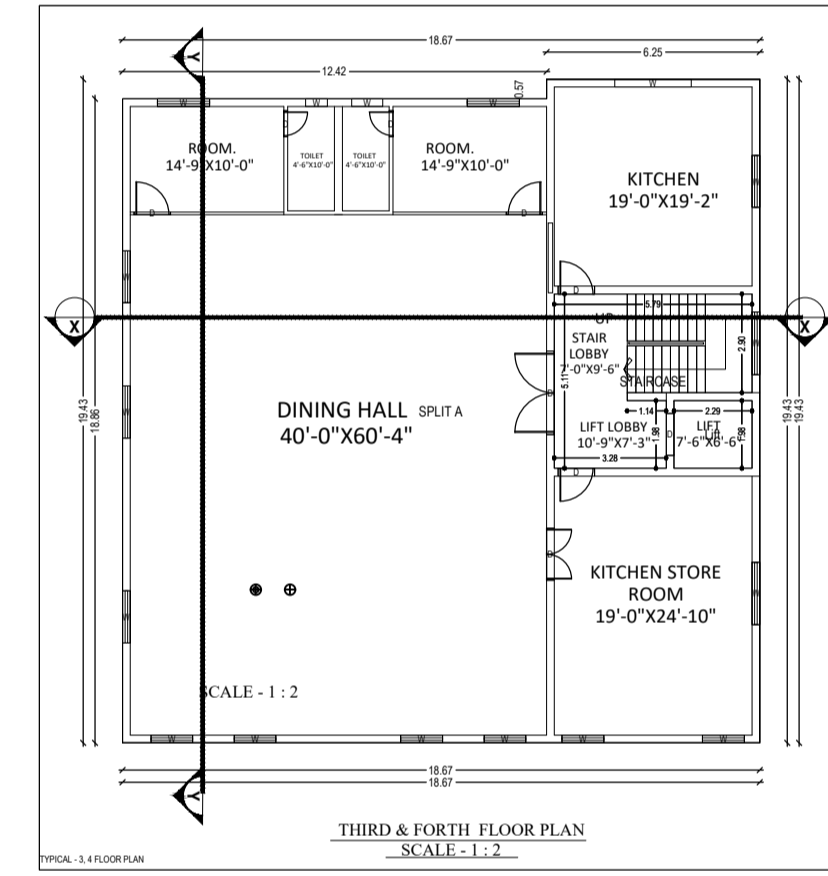 18.67
6.25
12.42
0.57
Y
W
W
W
W
W
D
D
ROOM.
14'-9"X10'-0"
TOILET
4'-6"X10'-0"
TOILET
4'-6"X10'-0"
ROOM.
14'-9"X10'-0"
KITCHEN
19'-0"X19'-2"
W
D
D
W
D
X
X
5.79
UP
STAIR
LOBBY
7'-0"X9'-6"
2.90
W
STAIRCASE
5.11
19.43
18.86
19.43
19.43
W
DINING HALL
SPLIT A
40'-0"X60'-4"
D
1.14
2.29
LIFT LOBBY
10'-9"X7'-3"
1.98
D
LIFT
Lift
7'-6"X6'-6"
1.98
3.28
D
D
KITCHEN STORE
ROOM
19'-0"X24'-10"
W
W
SCALE - 1 : 2
W
W
W
W
W
W
18.67
18.67
Y
THIRD & FORTH FLOOR PLAN
SCALE - 1 : 2
TYPICAL - 3, 4 FLOOR PLAN